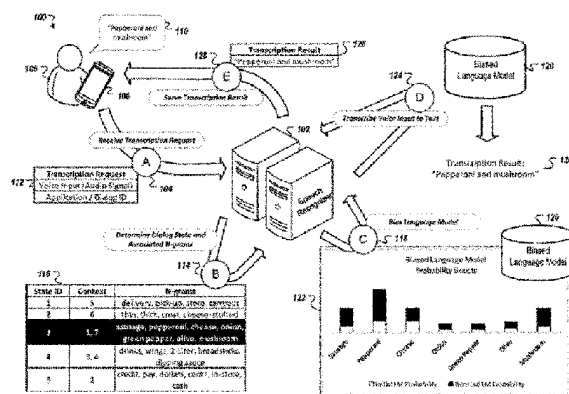 100
"Pepperoni and
mushroom"
110
108
106
128
Transcription Result
"Pepperoni and mushroom"
126
E
Serve Transcription Result
Receive Transcription Request
A
104
Transcription Request
Voice Input (Audio Signal)
Application / Dialog ID
112
102
Speech
Recognizer
124
D
Transcribe Voice Input to Text
Biased
Language Model
120
Transcription Result:
"Pepperoni and mushroom"
Determine Dialog State and
Associated N-grams
114
B
Bias Language Model
C
118
Biased
Language Model
120
116
State ID Context N-grams
1 5 delivery, pick-up, store, carryout
2 6 thin, thick, crust, cheese-stuffed
1, 7 sausage, pepperoni, cheese, onion,
green pepper, olive, mushroom
4 3, 4 drinks, wings, 2-liter, breadsticks,
dipping sauce
5 2 credit, pay, dollars, cents, in-store,
cash
Biased Language Model
Probability Boosts
122
Sausage
Pepperoni
Cheese
Onion
Green Pepper
Olive
Mushroom
Probability
Probability